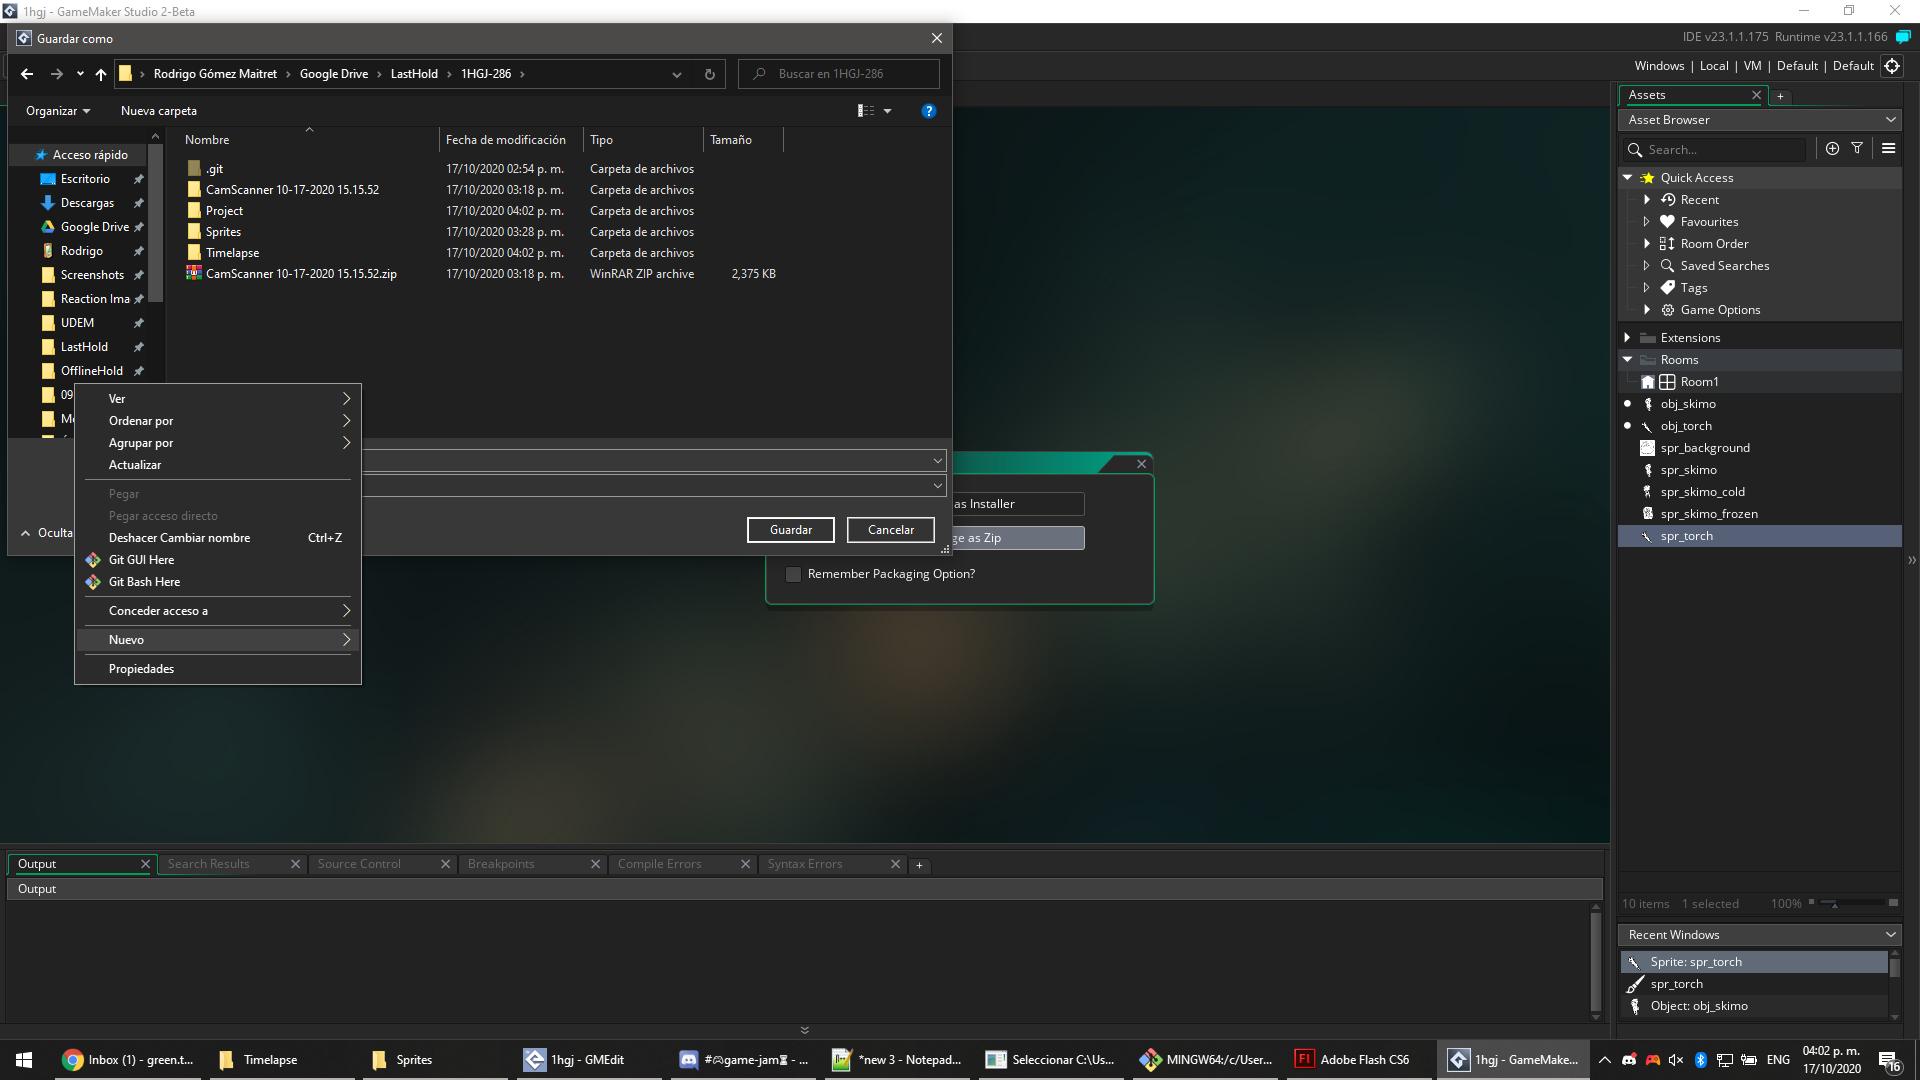 1hgj - GameMaker Studio 2-Beta
Guardar como
IDE v23.1.1.175 Runtime v23.1.1.166
Rodrigo Gómez Maitret > Google Drive > LastHold > 1HGJ-286 >
Buscar en 1HGJ-286
Windows | Local | VM | Default | Default
Organizar
Nueva carpeta
Nombre
Fecha de modificación
Tipo
Tamaño
Acceso rápido
Escritorio
Descargas
Google Drive
Rodrigo
Screenshots
Reaction Ima
UDEM
LastHold
OfflineHold
09
.git 17/10/2020 02:54 p. m. Carpeta de archivos
CamScanner 10-17-2020 15.15.52 17/10/2020 03:18 p. m. Carpeta de archivos
Project 17/10/2020 04:02 p. m. Carpeta de archivos
Sprites 17/10/2020 03:28 p. m. Carpeta de archivos
Timelapse 17/10/2020 04:02 p. m. Carpeta de archivos
CamScanner 10-17-2020 15.15.52.zip 17/10/2020 03:18 p. m. WinRAR ZIP archive 2,375 KB
Ver
Ordenar por
Agrupar por
Actualizar
Pegar
Pegar acceso directo
Deshacer Cambiar nombre Ctrl+Z
Git GUI Here
Git Bash Here
Conceder acceso a
Nuevo
Propiedades
Oculta
Guardar
Cancelar
as Installer
ge as Zip
Remember Packaging Option?
Assets
Asset Browser
Search...
Quick Access
Recent
Favourites
Room Order
Saved Searches
Tags
Game Options
Extensions
Rooms
Room1
obj_skimo
obj_torch
spr_background
spr_skimo
spr_skimo_cold
spr_skimo_frozen
spr_torch
10 items 1 selected 100%
Recent Windows
Sprite: spr_torch
spr_torch
Object: obj_skimo
Output
Search Results
Source Control
Breakpoints
Compile Errors
Syntax Errors
Output
Inbox (1) - green.t...
Timelapse
Sprites
1hgj - GMEdit
#🎮game-jam⏳ - ...
*new 3 - Notepad...
Seleccionar C:\Us...
MINGW64:/c/User...
Adobe Flash CS6
1hgj - GameMake...
ENG
04:02 p. m.
17/10/2020
16